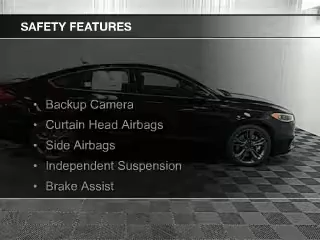 SAFETY FEATURES
• Backup Camera
• Curtain Head Airbags
• Side Airbags
• Independent Suspension
• Brake Assist